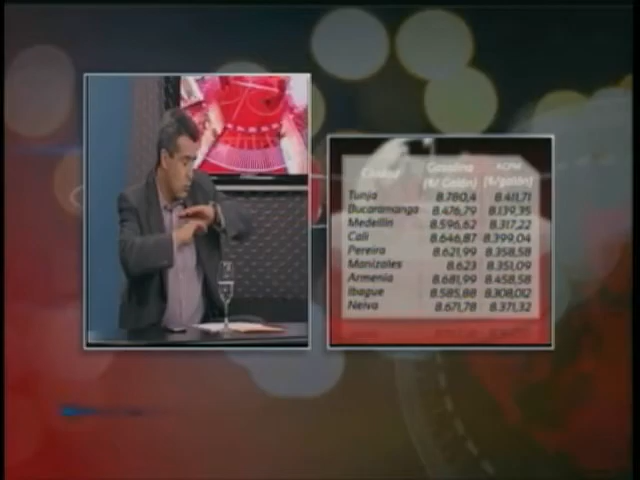 Ciudad Gasolina ACPM
($/ Galón) ($/galón)
Tunja 8.780,4 8.411,71
Bucaramanga 8.476,79 8.139,35
Medellín 8.596,62 8.317,22
Cali 8.646,87 8.399,04
Pereira 8.621,99 8.358,58
Manizales 8.623 8.351,09
Armenia 8.681,99 8.458,58
Ibague 8.585,88 8.308,012
Neiva 8.671,78 8.371,32